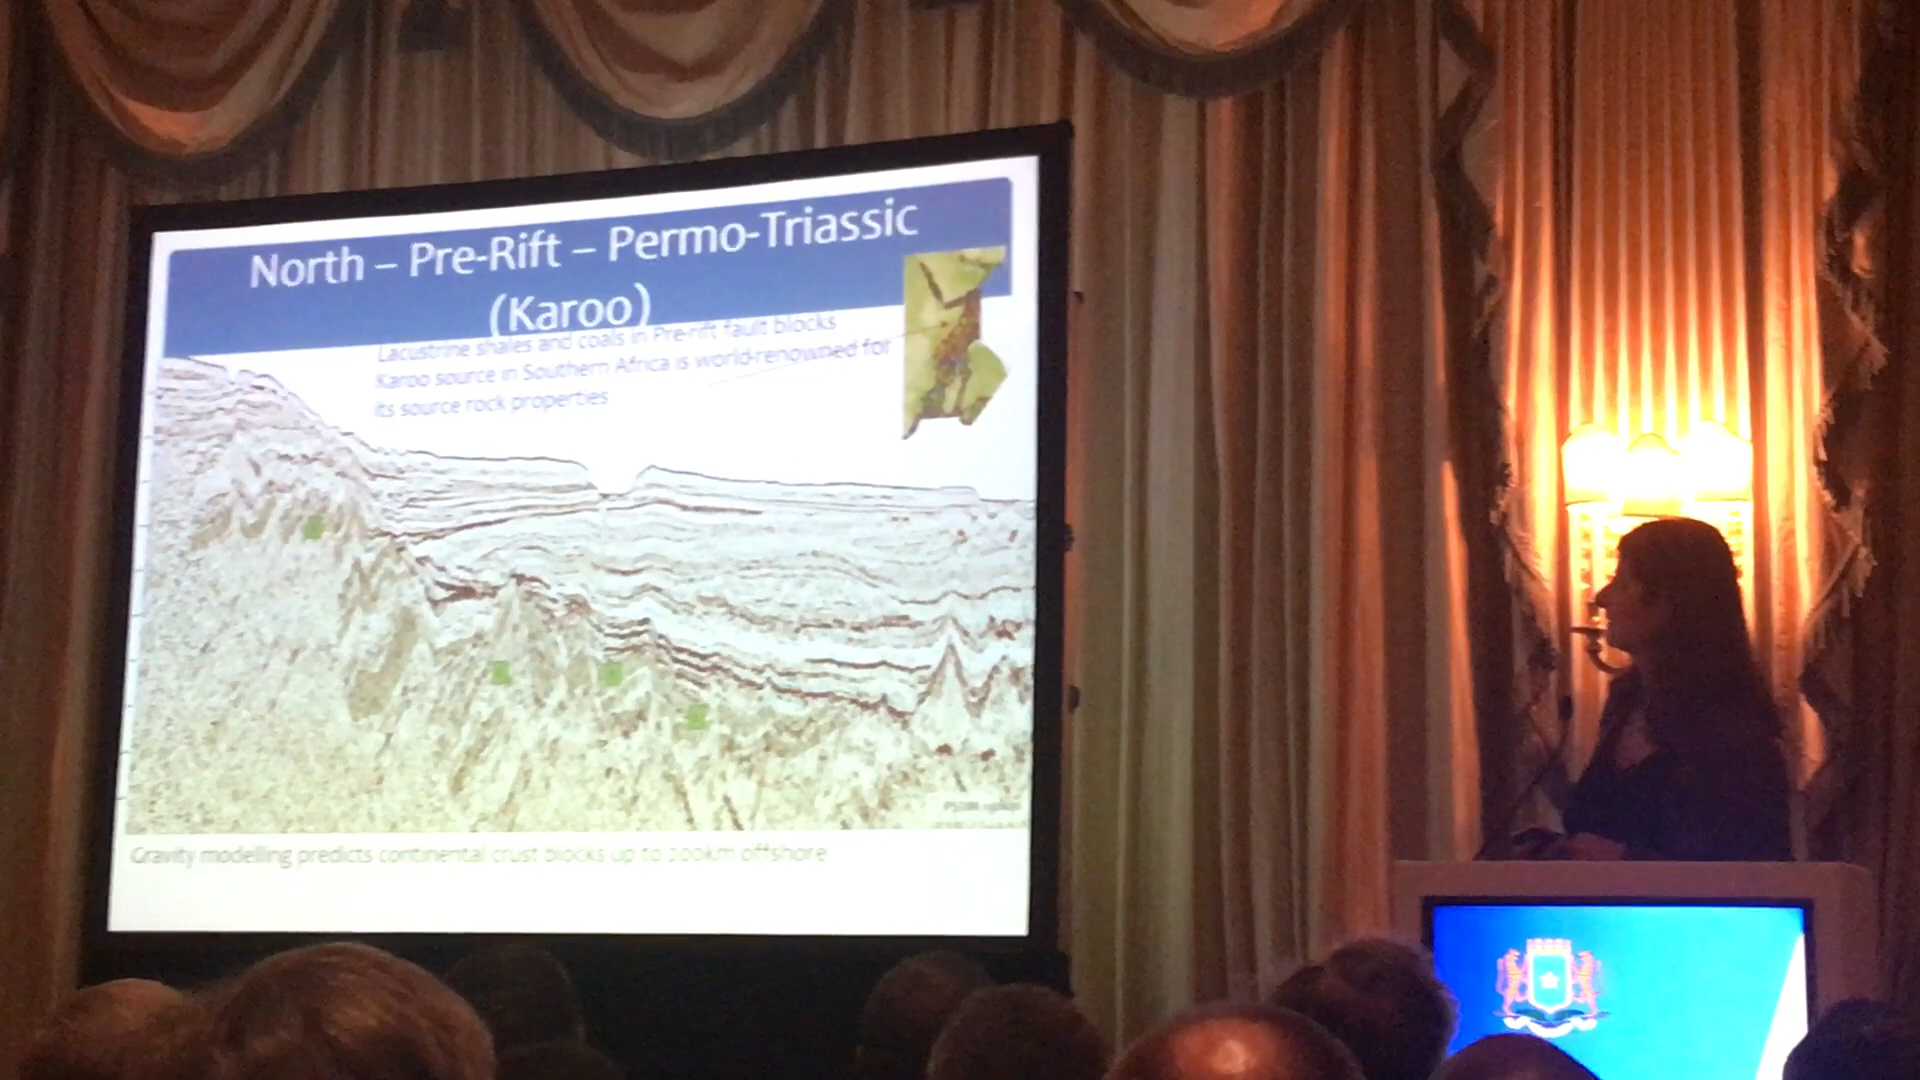 North – Pre-Rift – Permo-Triassic
(Karoo)
Lacustrine shales and coals in Pre-rift fault blocks
Karoo source in Southern Africa is world-renowned for
its source rock properties
PSDM
Gravity modelling predicts continental crust blocks up to 200km offshore